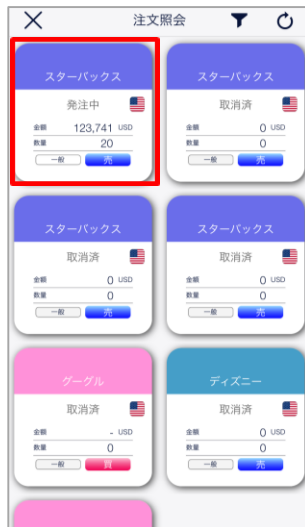 注文照会
スターバックス
発注中
金額 123,741 USD
数量 20
一般 売
スターバックス
取消済
金額 0 USD
数量 0
一般 売
スターバックス
取消済
金額 0 USD
数量 0
一般 売
スターバックス
取消済
金額 0 USD
数量 0
一般 売
グーグル
取消済
金額 - USD
数量 0
一般 買
ディズニー
取消済
金額 0 USD
数量 0
一般 売